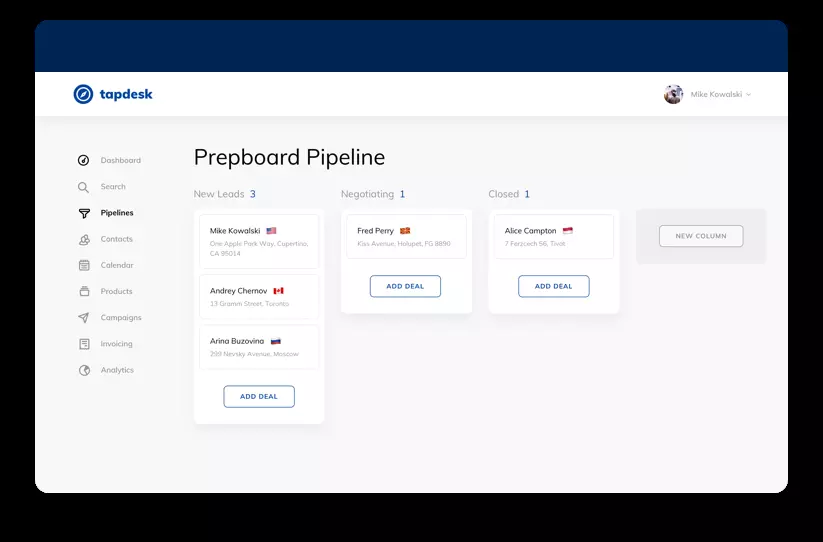 tapdesk
Mike Kowalski
Dashboard
Search
Pipelines
Contacts
Calendar
Products
Campaigns
Invoicing
Analytics
Prepboard Pipeline
New Leads 3
Mike Kowalski
One Apple Park Way, Cupertino,
CA 95014
Andrey Chernov
13 Gramm Street, Toronto
Arina Buzovina
299 Nevsky Avenue, Moscow
ADD DEAL
Negotiating 1
Fred Perry
Kiss Avenue, Holupet, FG 8890
ADD DEAL
Closed 1
Alice Campton
7 Ferzcech 56, Tivat
ADD DEAL
NEW COLUMN